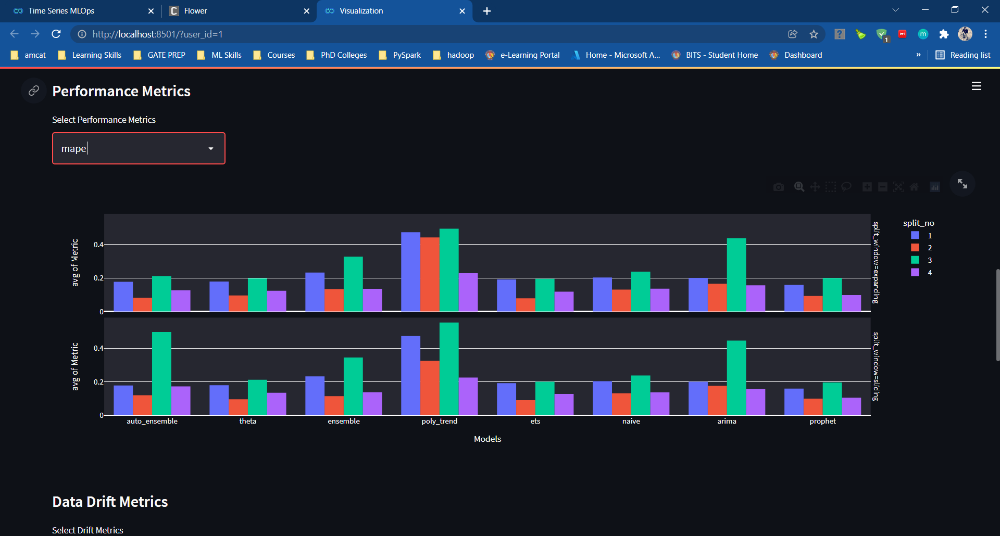 Time Series MLOps
Flower
Visualization
http://localhost:8501/?user_id=1
1
amcat
Learning Skills
GATE PREP
ML Skills
Courses
PhD Colleges
PySpark
hadoop
e-Learning Portal
Home - Microsoft A...
BITS - Student Home
Dashboard
»
Reading list
Performance Metrics
Select Performance Metrics
mape
avg of Metric
0.4
0.2
0
split_window=expanding
split_no
1
2
3
4
avg of Metric
0.4
0.2
0
split_window=sliding
auto_ensemble
theta
ensemble
poly_trend
ets
naive
arima
prophet
Models
Data Drift Metrics
Select Drift Metrics